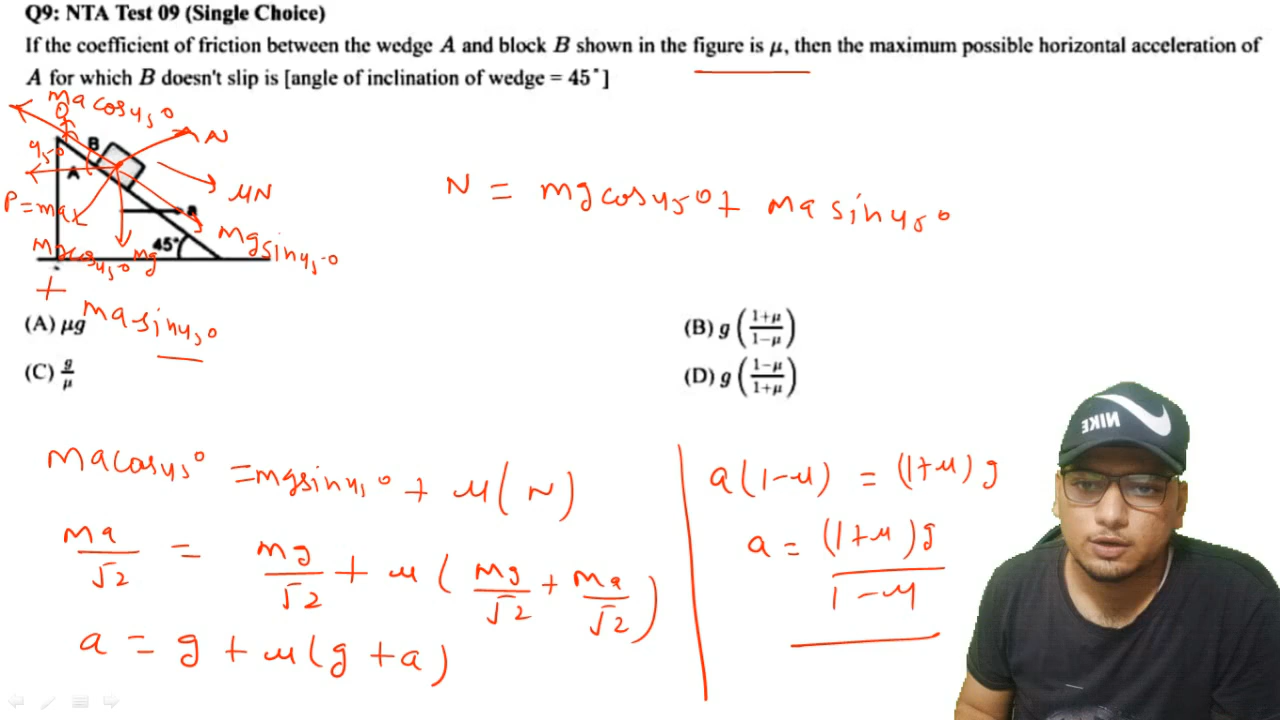 Q9: NTA Test 09 (Single Choice)
If the coefficient of friction between the wedge A and block B shown in the figure is μ, then the maximum possible horizontal acceleration of
A for which B doesn't slip is [angle of inclination of wedge = 45°]
ma cos45°
B
N
45°
A
μN
P = ma
mg sin45°
45°
mg cos45°
mg
+
ma sin45°
N = mg cos45° + ma sin45°
(A) μg
(B) g (1+μ/1−μ)
(C) g/μ
(D) g (1−μ/1+μ)
ma cos45° = mg sin45° + μ(N)
ma/√2 = mg/√2 + μ(mg/√2 + ma/√2)
a = g + μ(g + a)
a(1−μ) = (1+μ)g
a = (1+μ)g/1−μ
NIKE